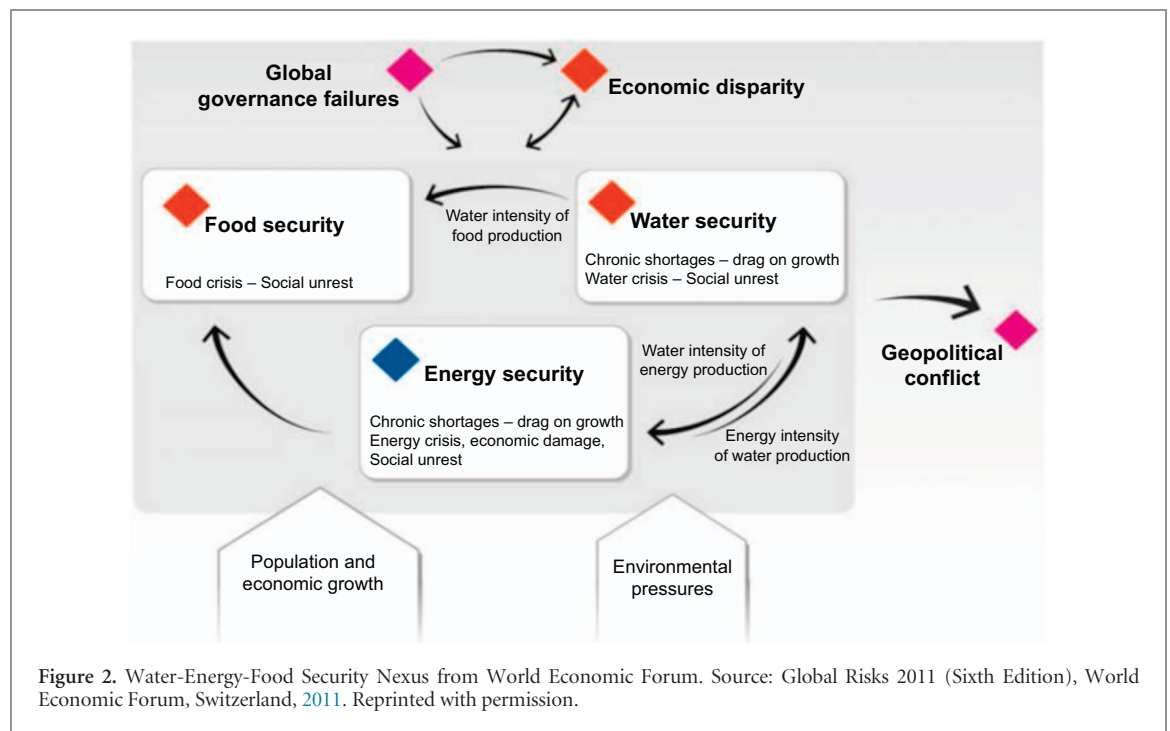 Global
governance failures
Economic disparity
Food security
Food crisis – Social unrest
Water intensity of
food production
Water security
Chronic shortages – drag on growth
Water crisis – Social unrest
Energy security
Chronic shortages – drag on growth
Energy crisis, economic damage,
Social unrest
Water intensity of
energy production
Energy intensity
of water production
Geopolitical
conflict
Population and
economic growth
Environmental
pressures
Figure 2. Water-Energy-Food Security Nexus from World Economic Forum. Source: Global Risks 2011 (Sixth Edition), World
Economic Forum, Switzerland, 2011. Reprinted with permission.